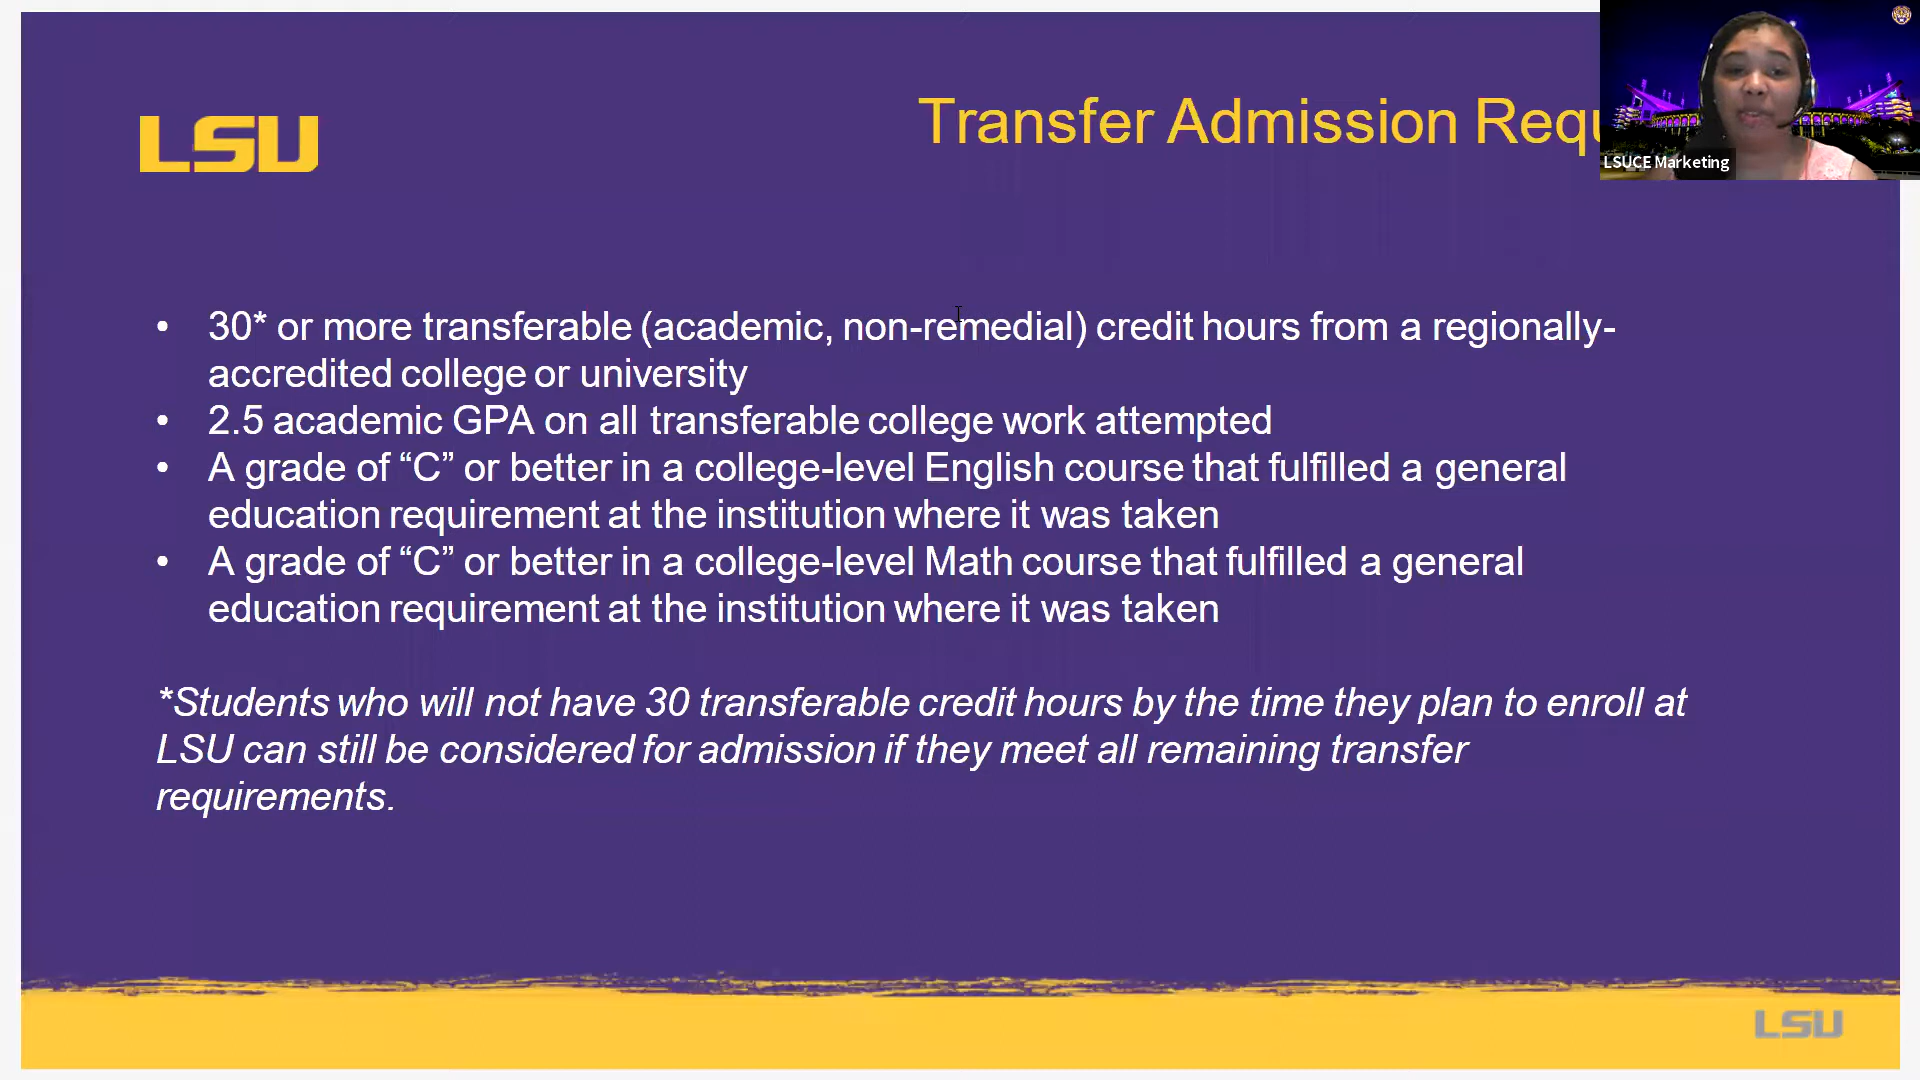 LSU
Transfer Admission Requ
LSUCE Marketing
• 30* or more transferable (academic, non-remedial) credit hours from a regionally-
accredited college or university
• 2.5 academic GPA on all transferable college work attempted
• A grade of “C” or better in a college-level English course that fulfilled a general
education requirement at the institution where it was taken
• A grade of “C” or better in a college-level Math course that fulfilled a general
education requirement at the institution where it was taken
*Students who will not have 30 transferable credit hours by the time they plan to enroll at
LSU can still be considered for admission if they meet all remaining transfer
requirements.
LSU